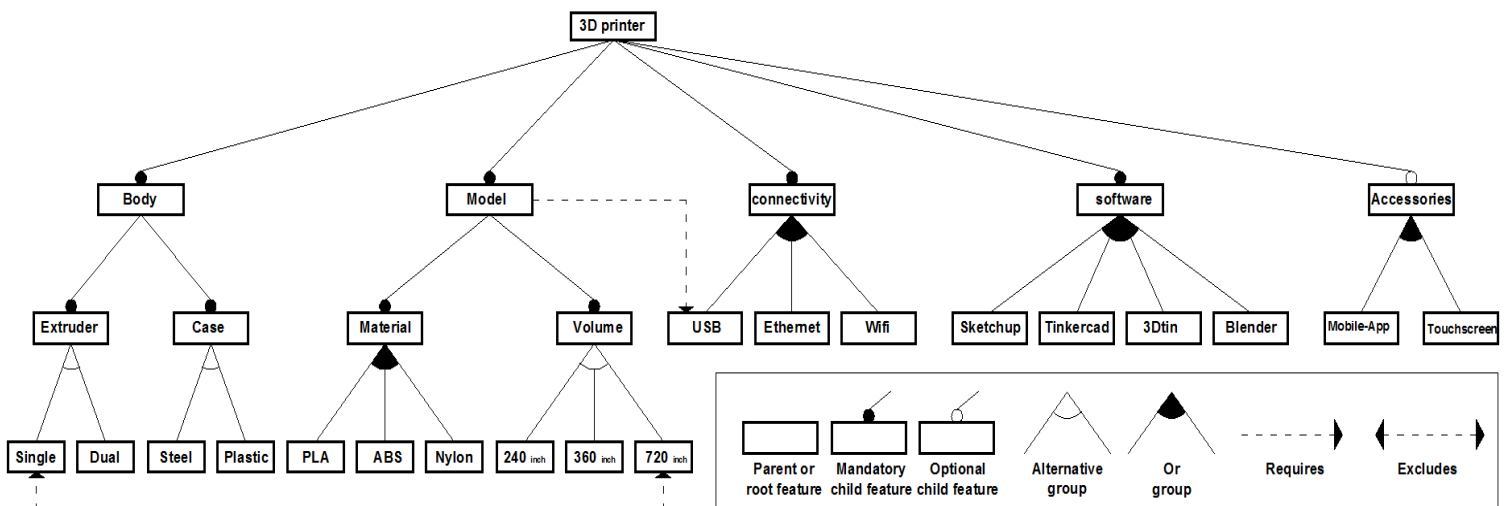 3D printer
Body
Model
connectivity
software
Accessories
Extruder
Case
Material
Volume
USB
Ethernet
Wifi
Sketchup
Tinkercad
3Dtin
Blender
Mobile-App
Touchscreen
Single
Dual
Steel
Plastic
PLA
ABS
Nylon
240 inch
360 inch
720 inch
Parent or
root feature
Mandatory
child feature
Optional
child feature
Alternative
group
Or
group
Requires
Excludes